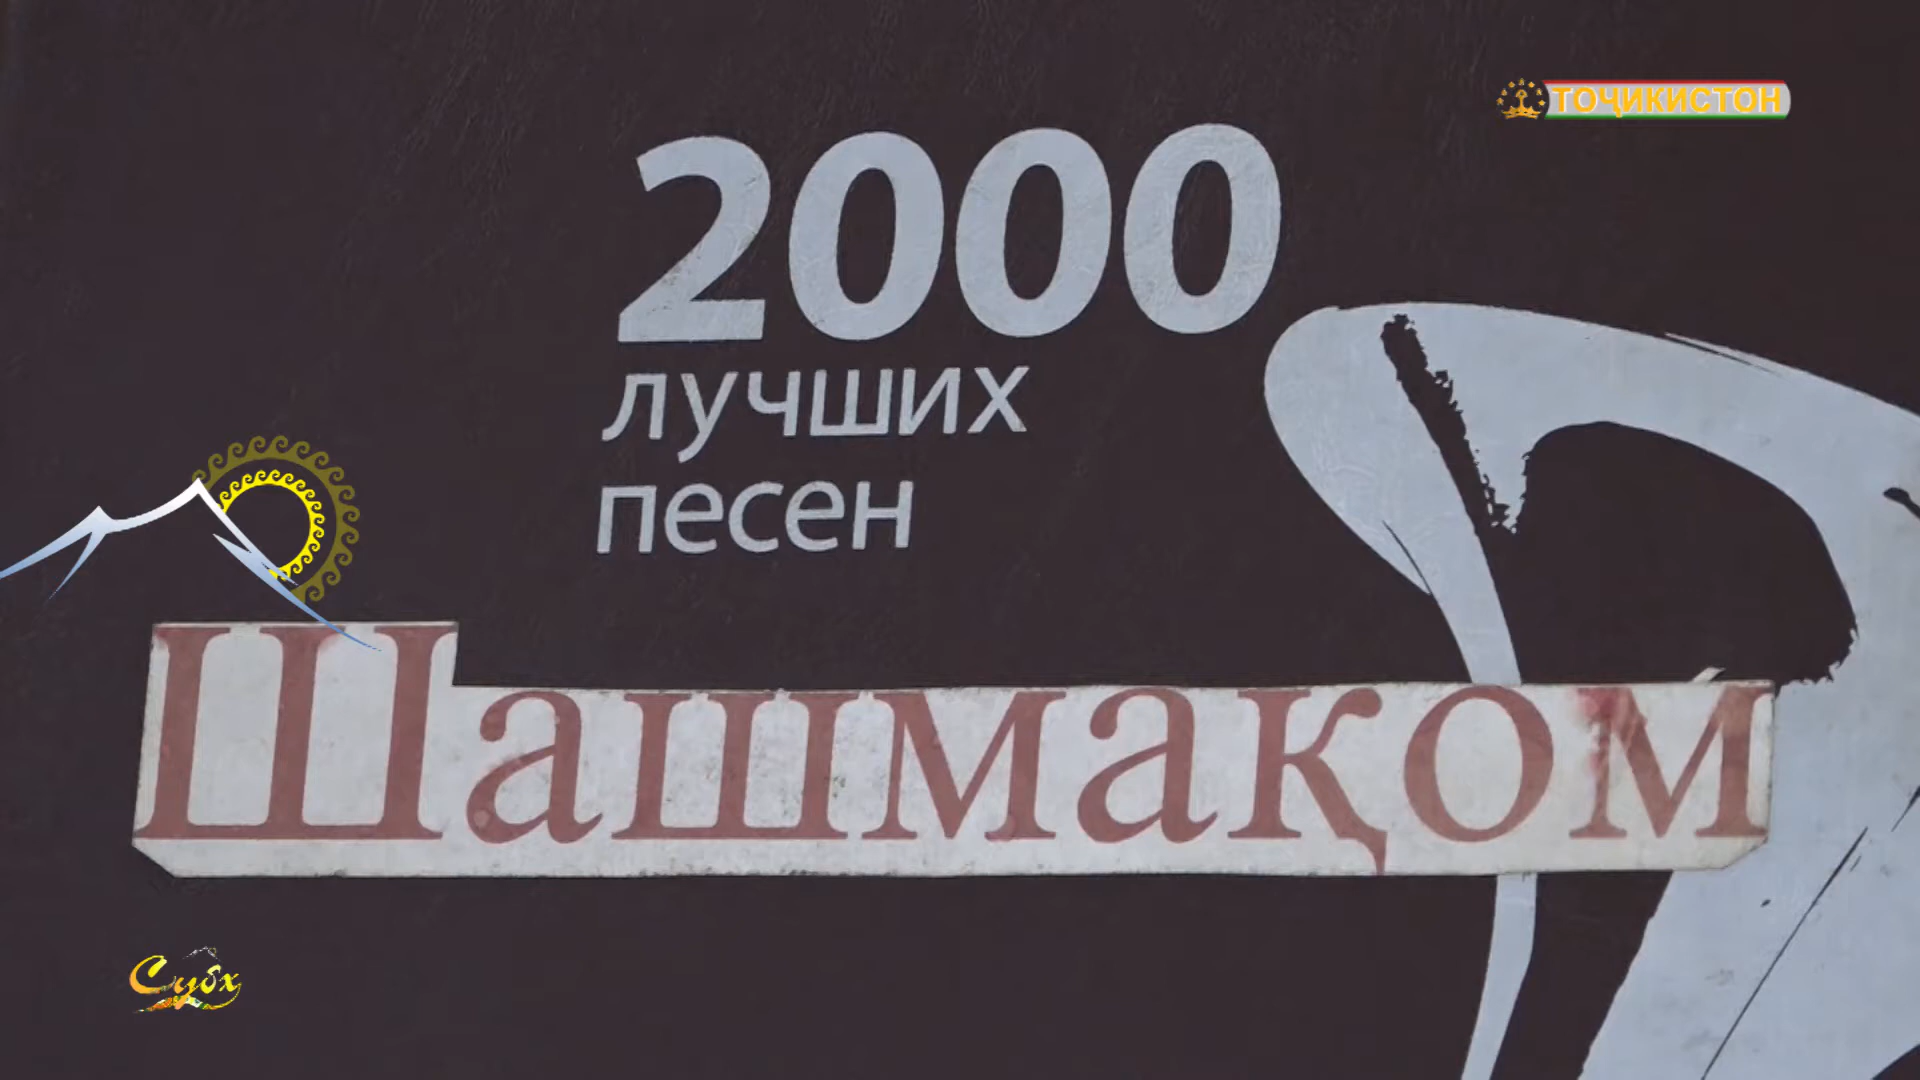 ТОҶИКИСТОН
2000
лучших
песен
Шашмақом
Субҳ